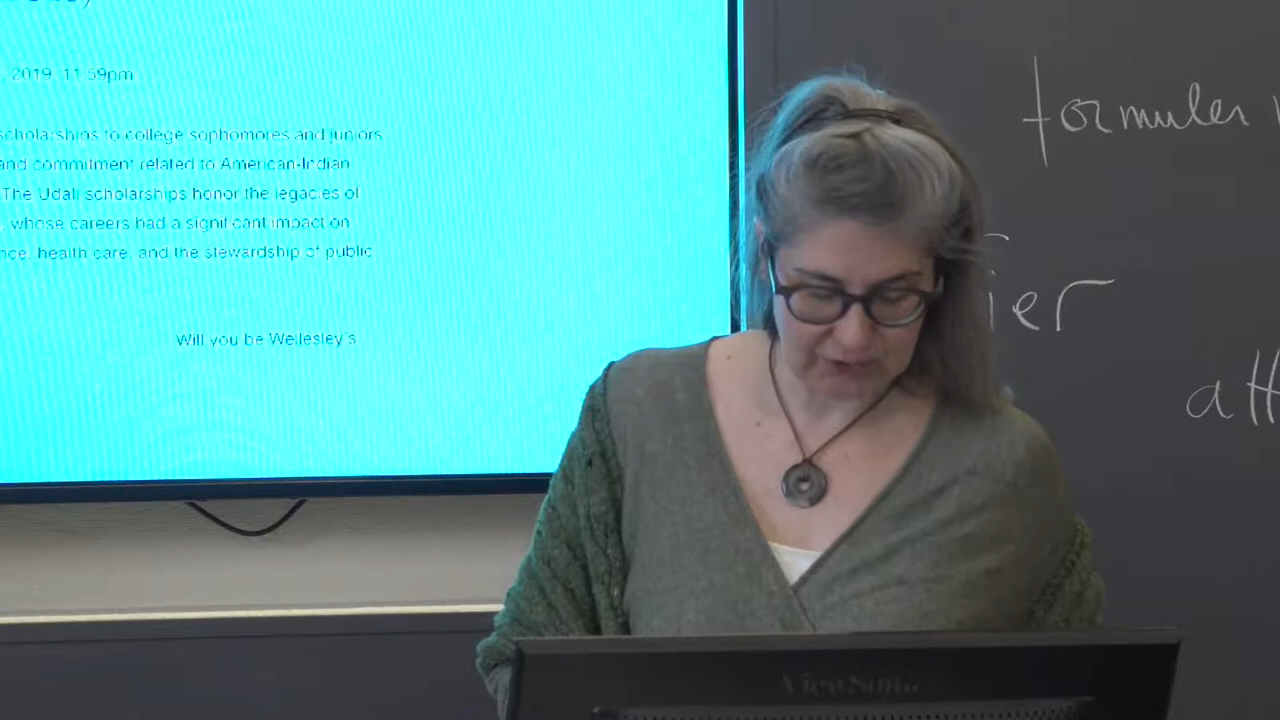 , 2019, 11:59pm
scholarships to college sophomores and juniors
and commitment related to American-Indian
The Udall scholarships honor the legacies of
, whose careers had a significant impact on
nce, health care, and the stewardship of public
Will you be Wellesley's
formuler
ier
att
ViewSonic